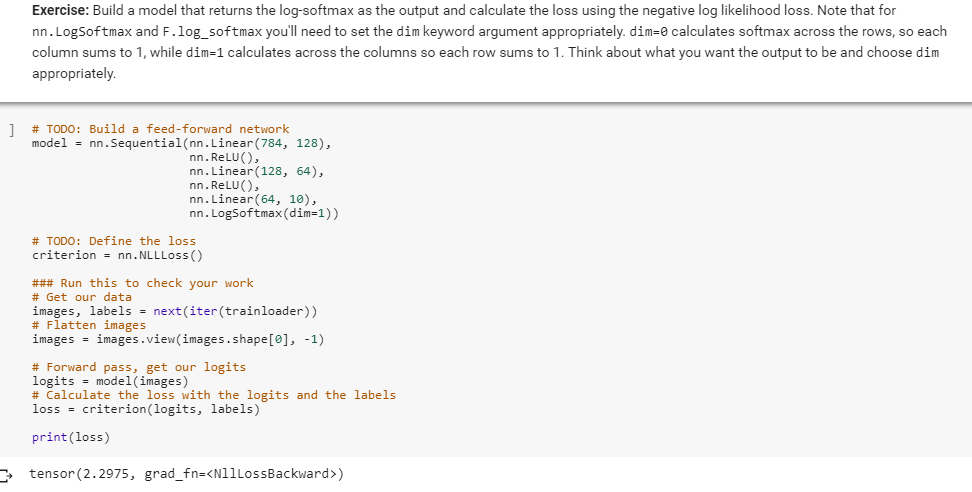 Exercise: Build a model that returns the log-softmax as the output and calculate the loss using the negative log likelihood loss. Note that for
nn.LogSoftmax and F.log_softmax you'll need to set the dim keyword argument appropriately. dim=0 calculates softmax across the rows, so each
column sums to 1, while dim=1 calculates across the columns so each row sums to 1. Think about what you want the output to be and choose dim
appropriately.
] # TODO: Build a feed-forward network
model = nn.Sequential(nn.Linear(784, 128),
nn.ReLU(),
nn.Linear(128, 64),
nn.ReLU(),
nn.Linear(64, 10),
nn.LogSoftmax(dim=1))
# TODO: Define the loss
criterion = nn.NLLLoss()
### Run this to check your work
# Get our data
images, labels = next(iter(trainloader))
# Flatten images
images = images.view(images.shape[0], -1)
# Forward pass, get our logits
logits = model(images)
# Calculate the loss with the logits and the labels
loss = criterion(logits, labels)
print(loss)
tensor(2.2975, grad_fn=<NllLossBackward>)